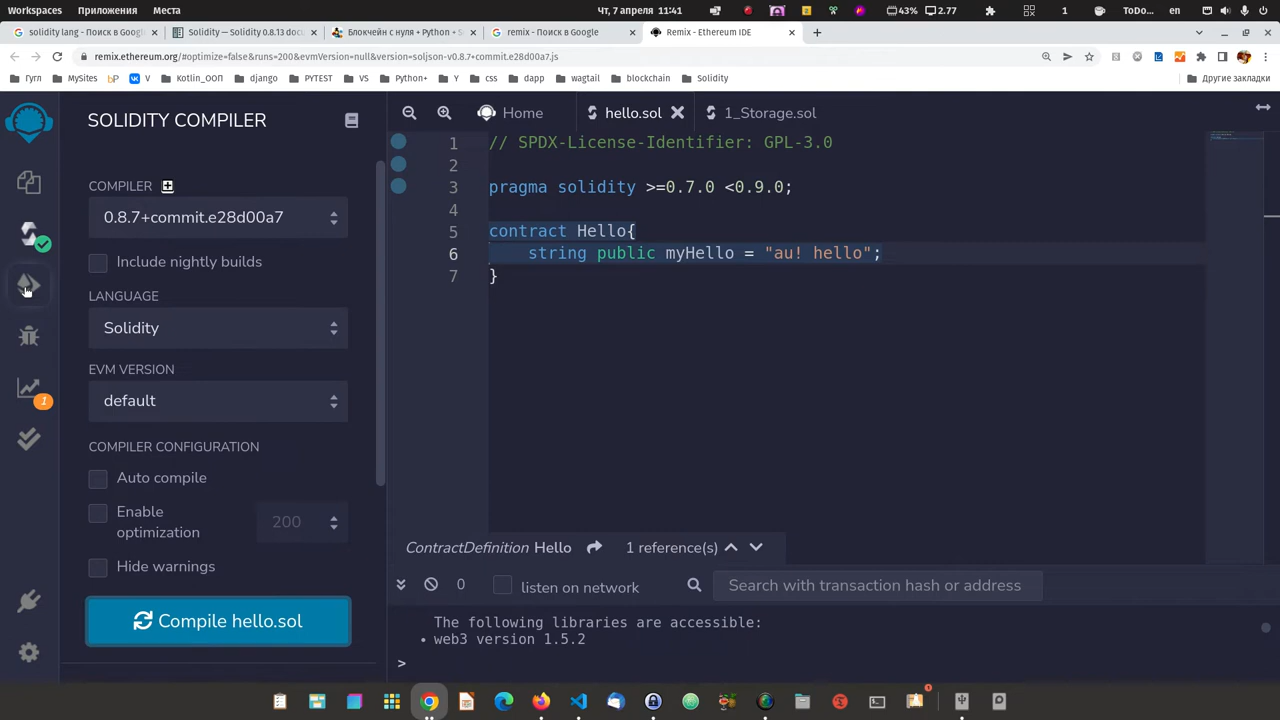 Workspaces
Applications
Места
Чт, 7 апреля 11:41
43%
2.77
ToDo...
en
solidity lang - Поиск в Google
Solidity — Solidity 0.8.13 docu
Блокчейн с нуля + Python + S
remix - Поиск в Google
Remix - Ethereum IDE
remix.ethereum.org/#optimize=false&runs=200&evmVersion=null&version=soljson-v0.8.7+commit.e28d00a7.js
Гугл
MySites
V
Kotlin_ООП
django
PYTEST
VS
Python+
Y
css
dapp
wagtail
blockchain
Solidity
Другие закладки
SOLIDITY COMPILER
COMPILER
0.8.7+commit.e28d00a7
Include nightly builds
LANGUAGE
Solidity
EVM VERSION
default
COMPILER CONFIGURATION
Auto compile
Enable
optimization
200
Hide warnings
Compile hello.sol
1
Home
hello.sol
1_Storage.sol
1 // SPDX-License-Identifier: GPL-3.0
2
3 pragma solidity >=0.7.0 <0.9.0;
4
5 contract Hello{
6 string public myHello = "au! hello";
7 }
ContractDefinition Hello
1 reference(s)
0
listen on network
Search with transaction hash or address
The following libraries are accessible:
• web3 version 1.5.2
>